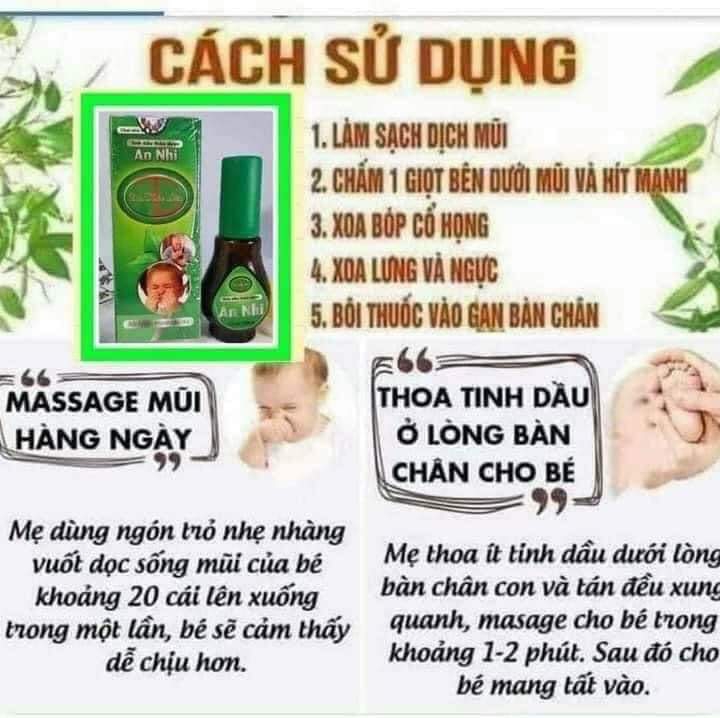 CÁCH SỬ DỤNG
1. LÀM SẠCH DỊCH MŨI
2. CHẤM 1 GIỌT BÊN DƯỚI MŨI VÀ HÍT MẠNH
3. XOA BÓP CỔ HỌNG
4. XOA LƯNG VÀ NGỰC
5. BÔI THUỐC VÀO GAN BÀN CHÂN
An Nhi
An Nhi
MASSAGE MŨI
HÀNG NGÀY
Mẹ dùng ngón trỏ nhẹ nhàng
vuốt dọc sống mũi của bé
khoảng 20 cái lên xuống
trong một lần, bé sẽ cảm thấy
dễ chịu hơn.
THOA TINH DẦU
Ở LÒNG BÀN
CHÂN CHO BÉ
Mẹ thoa ít tinh dầu dưới lòng
bàn chân con và tán đều xung
quanh, masage cho bé trong
khoảng 1-2 phút. Sau đó cho
bé mang tất vào.